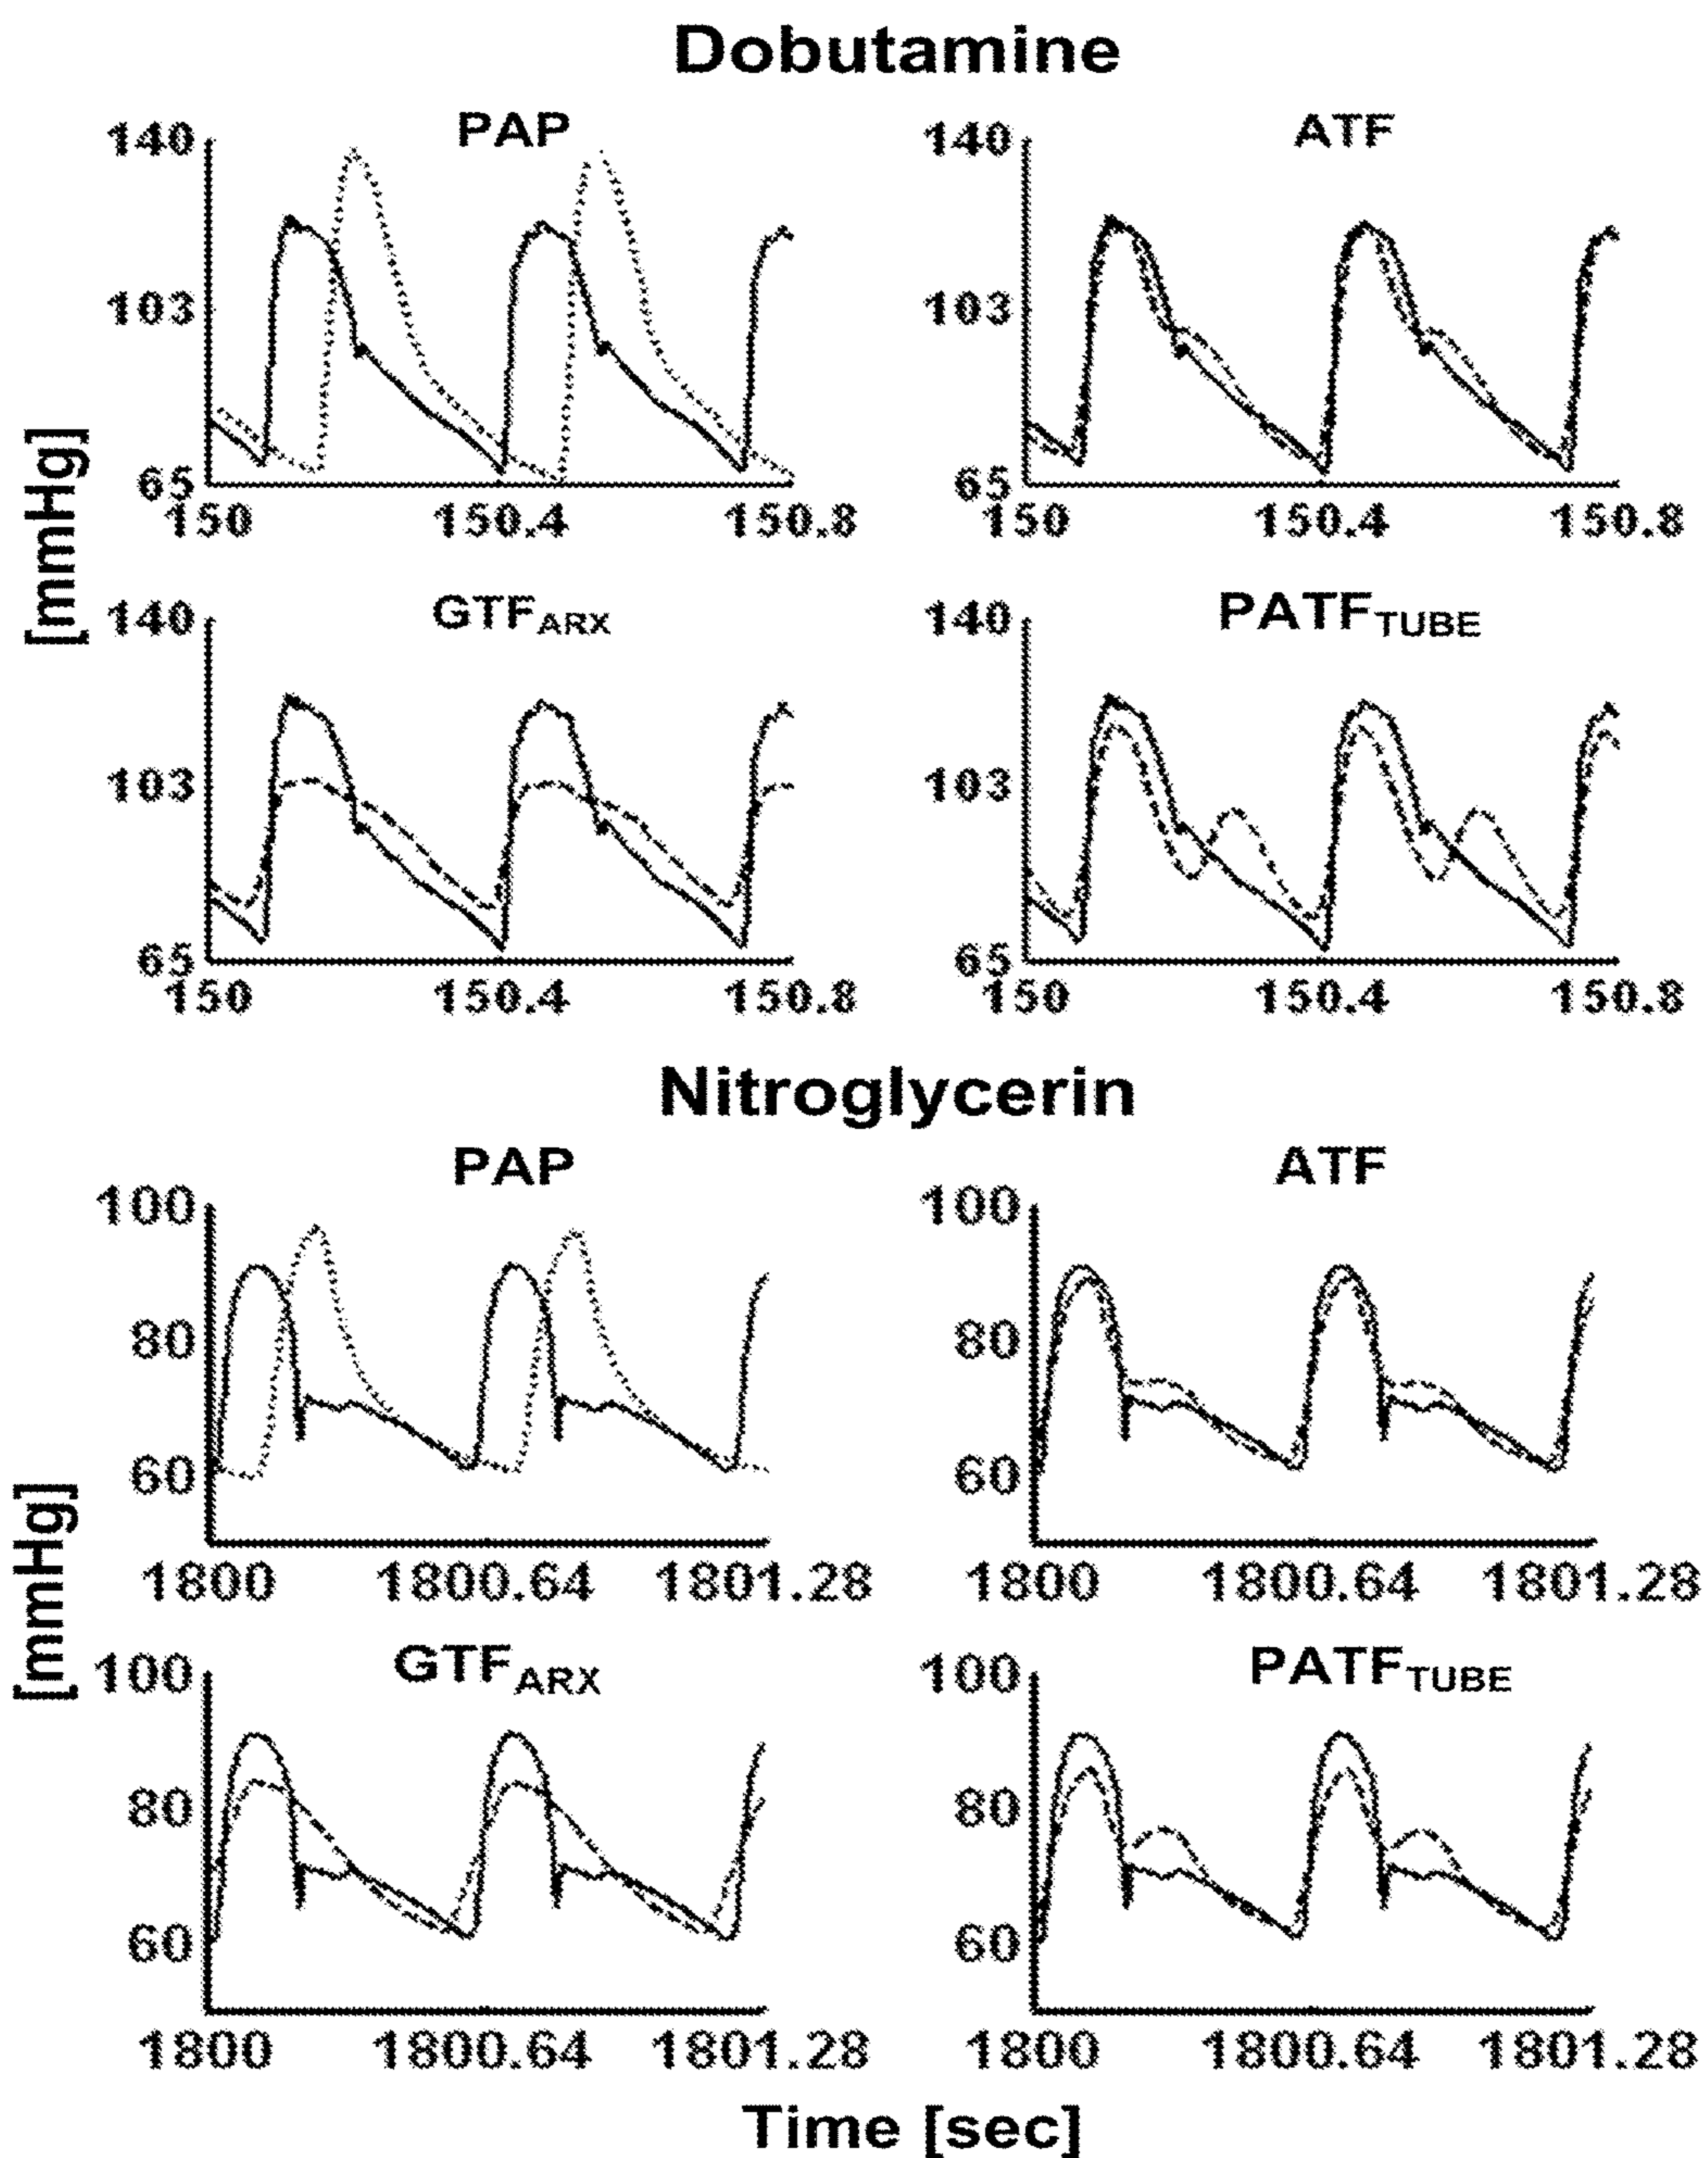 Dobutamine
PAP
ATF
140
103
65
150 150.4 150.8
140
103
65
150 150.4 150.8
[mmHg]
GTFARX
PATFTUBE
140
103
65
150 150.4 150.8
140
103
65
150 150.4 150.8
Nitroglycerin
PAP
ATF
100
80
60
1800 1800.64 1801.28
100
80
60
1800 1800.64 1801.28
[mmHg]
GTFARX
PATFTUBE
100
80
60
1800 1800.64 1801.28
100
80
60
1800 1800.64 1801.28
Time [sec]